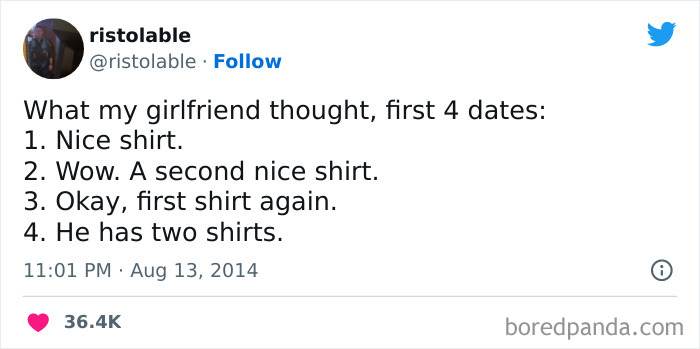 ristolable
@ristolable · Follow
What my girlfriend thought, first 4 dates:
1. Nice shirt.
2. Wow. A second nice shirt.
3. Okay, first shirt again.
4. He has two shirts.
11:01 PM · Aug 13, 2014
36.4K
boredpanda.com